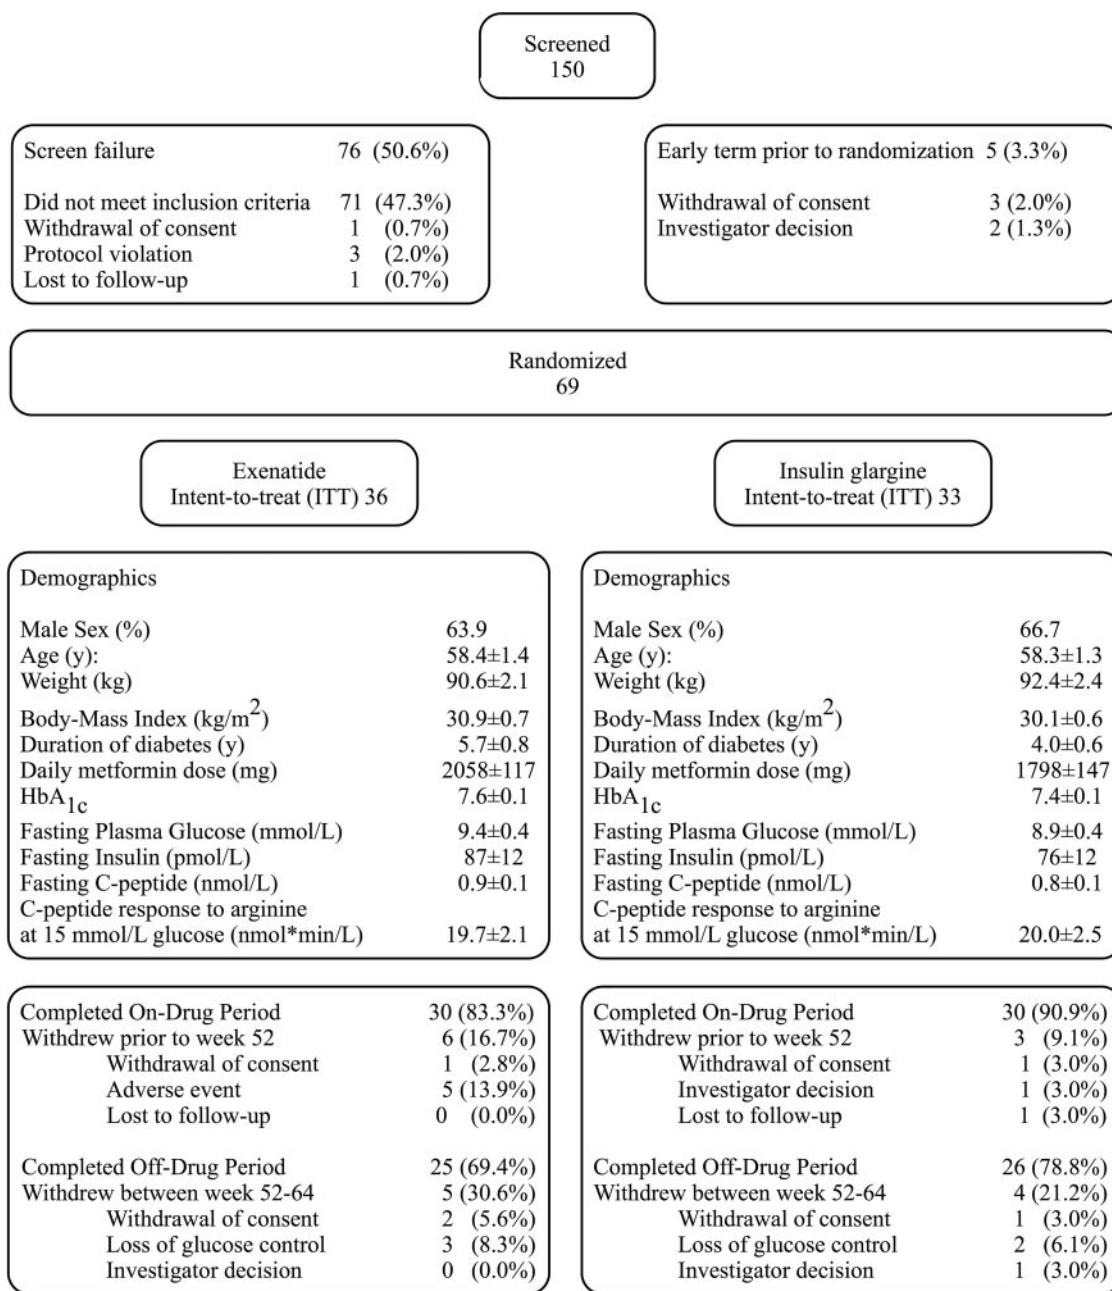 Screened
150
Screen failure 76 (50.6%)
Did not meet inclusion criteria 71 (47.3%)
Withdrawal of consent 1 (0.7%)
Protocol violation 3 (2.0%)
Lost to follow-up 1 (0.7%)
Early term prior to randomization 5 (3.3%)
Withdrawal of consent 3 (2.0%)
Investigator decision 2 (1.3%)
Randomized
69
Exenatide
Intent-to-treat (ITT) 36
Insulin glargine
Intent-to-treat (ITT) 33
Demographics
Male Sex (%) 63.9
Age (y): 58.4±1.4
Weight (kg) 90.6±2.1
Body-Mass Index (kg/m2) 30.9±0.7
Duration of diabetes (y) 5.7±0.8
Daily metformin dose (mg) 2058±117
HbA1c 7.6±0.1
Fasting Plasma Glucose (mmol/L) 9.4±0.4
Fasting Insulin (pmol/L) 87±12
Fasting C-peptide (nmol/L) 0.9±0.1
C-peptide response to arginine
at 15 mmol/L glucose (nmol*min/L) 19.7±2.1
Demographics
Male Sex (%) 66.7
Age (y): 58.3±1.3
Weight (kg) 92.4±2.4
Body-Mass Index (kg/m2) 30.1±0.6
Duration of diabetes (y) 4.0±0.6
Daily metformin dose (mg) 1798±147
HbA1c 7.4±0.1
Fasting Plasma Glucose (mmol/L) 8.9±0.4
Fasting Insulin (pmol/L) 76±12
Fasting C-peptide (nmol/L) 0.8±0.1
C-peptide response to arginine
at 15 mmol/L glucose (nmol*min/L) 20.0±2.5
Completed On-Drug Period 30 (83.3%)
Withdrew prior to week 52 6 (16.7%)
Withdrawal of consent 1 (2.8%)
Adverse event 5 (13.9%)
Lost to follow-up 0 (0.0%)
Completed Off-Drug Period 25 (69.4%)
Withdrew between week 52-64 5 (30.6%)
Withdrawal of consent 2 (5.6%)
Loss of glucose control 3 (8.3%)
Investigator decision 0 (0.0%)
Completed On-Drug Period 30 (90.9%)
Withdrew prior to week 52 3 (9.1%)
Withdrawal of consent 1 (3.0%)
Investigator decision 1 (3.0%)
Lost to follow-up 1 (3.0%)
Completed Off-Drug Period 26 (78.8%)
Withdrew between week 52-64 4 (21.2%)
Withdrawal of consent 1 (3.0%)
Loss of glucose control 2 (6.1%)
Investigator decision 1 (3.0%)